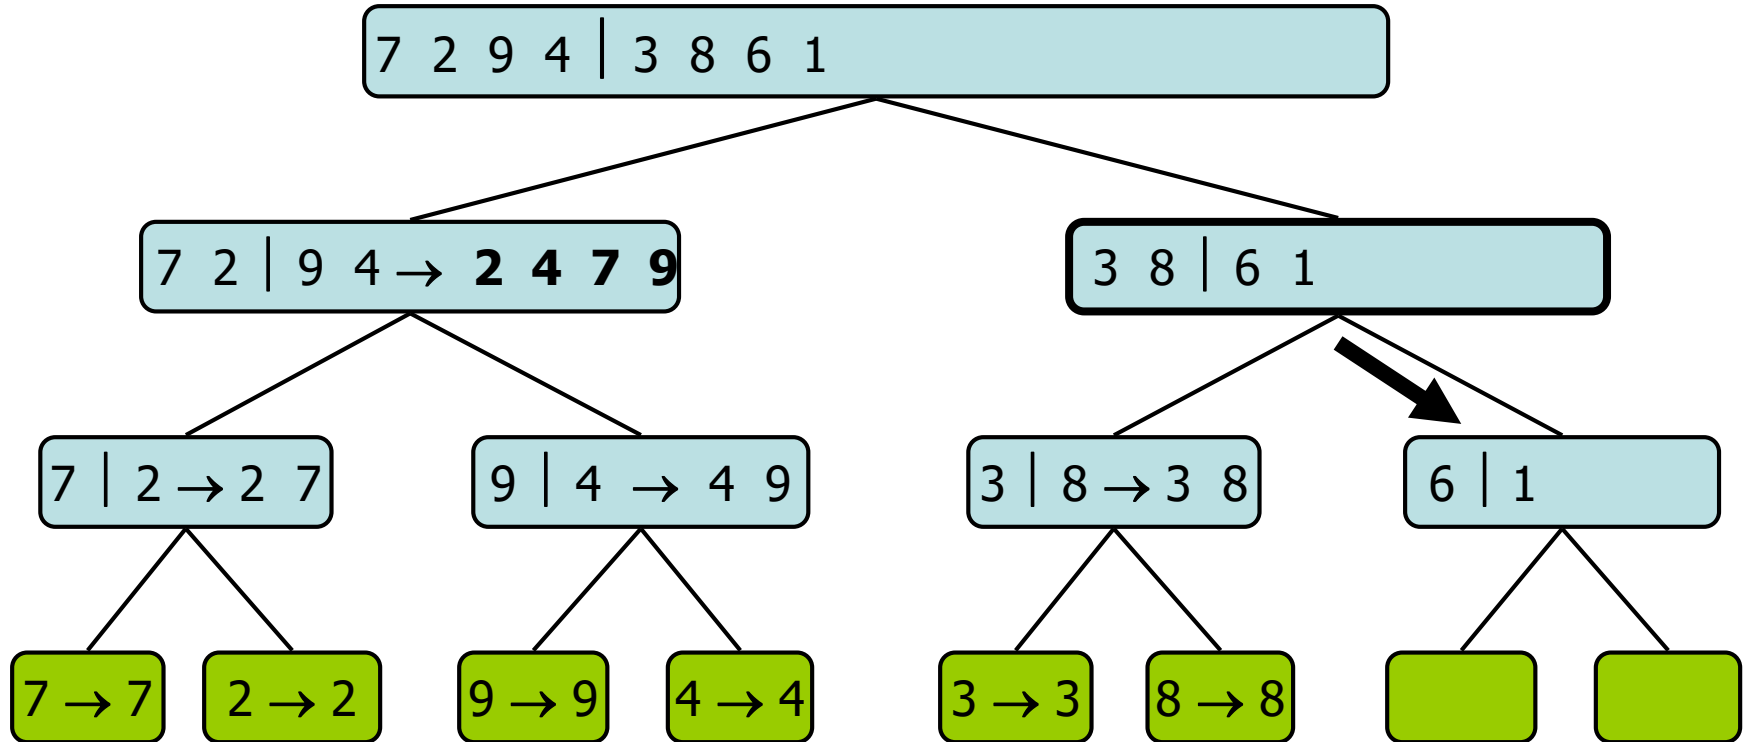 7 2 9 4 | 3 8 6 1
7 2 | 9 4 → 2 4 7 9
3 8 | 6 1
7 | 2 → 2 7
9 | 4 → 4 9
3 | 8 → 3 8
6 | 1
7 → 7
2 → 2
9 → 9
4 → 4
3 → 3
8 → 8